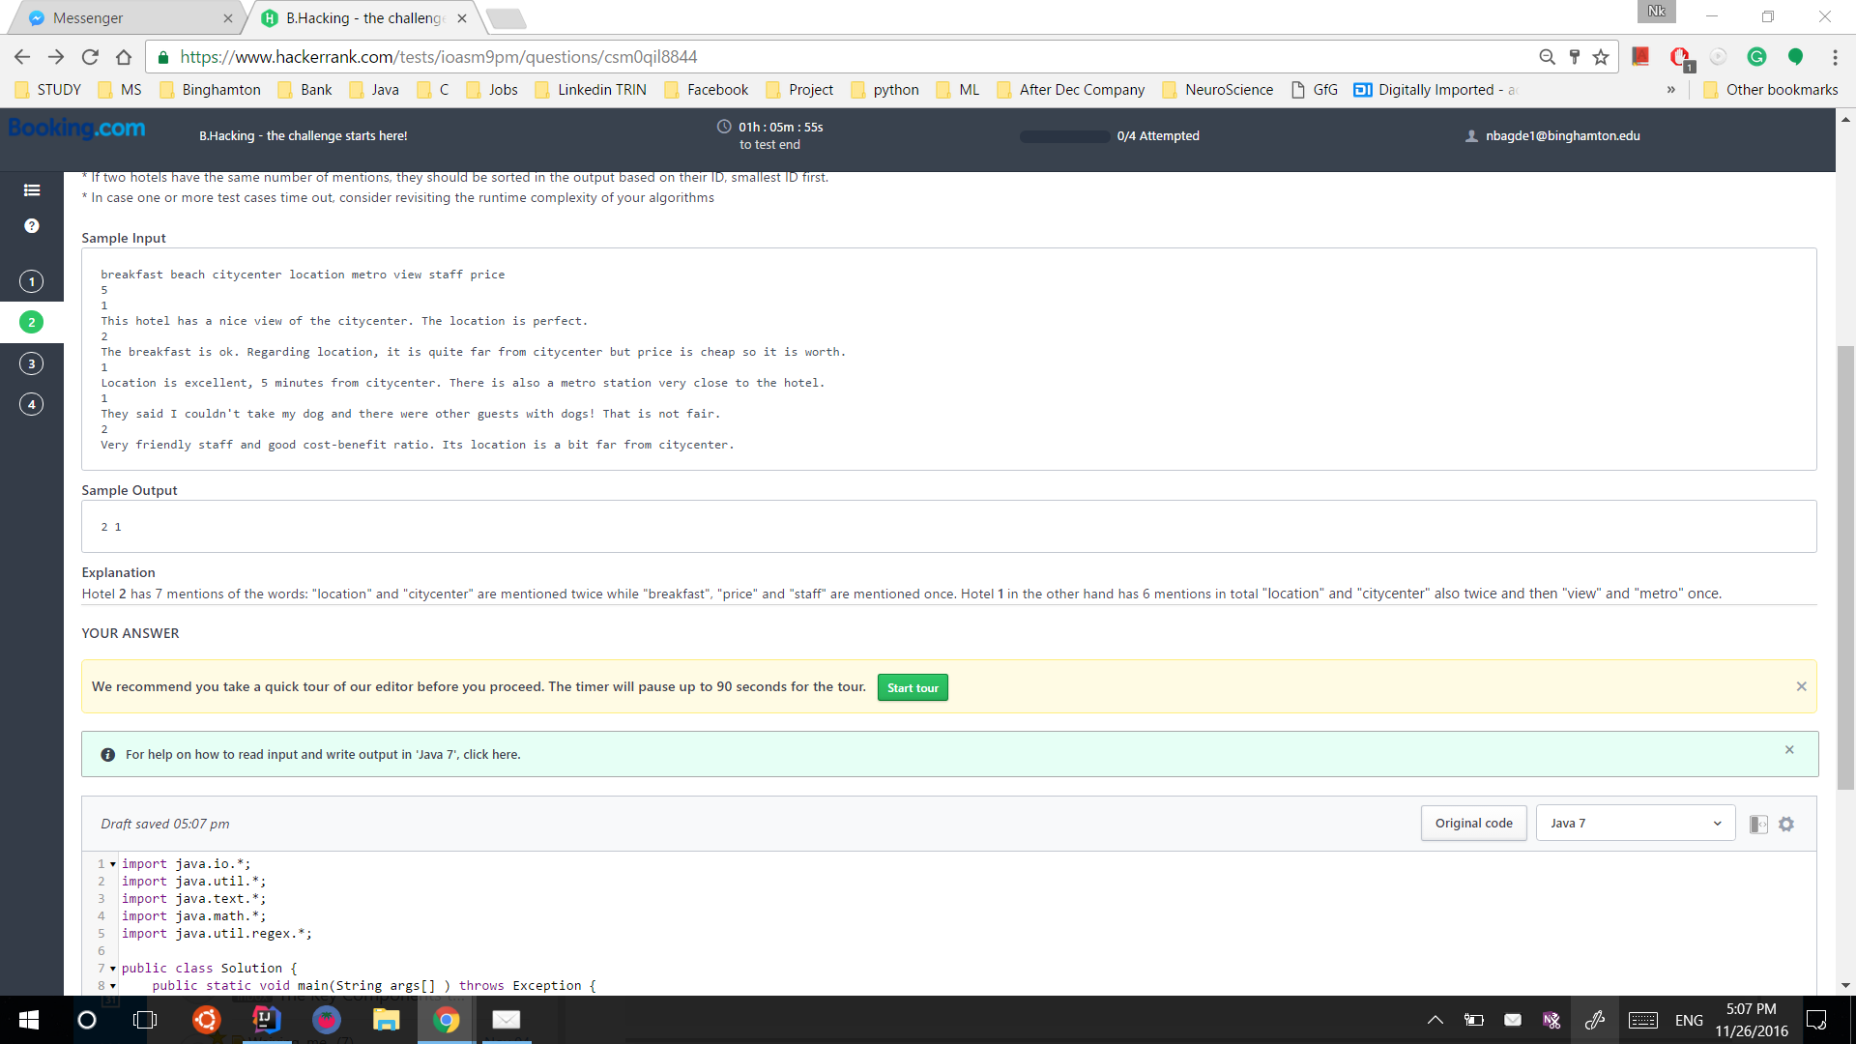 Messenger
B.Hacking - the challenge
Nk
https://www.hackerrank.com/tests/ioasm9pm/questions/csm0qil8844
1
STUDY MS Binghamton Bank Java C Jobs Linkedin TRIN Facebook Project python ML After Dec Company NeuroScience GfG DI Digitally Imported - » Other bookmarks
Booking.com
B.Hacking - the challenge starts here!
01h : 05m : 55s
to test end
0/4 Attempted
nbagde1@binghamton.edu
* If two hotels have the same number of mentions, they should be sorted in the output based on their ID, smallest ID first.
* In case one or more test cases time out, consider revisiting the runtime complexity of your algorithms
?
1
2
3
4
Sample Input
breakfast beach citycenter location metro view staff price
5
1
This hotel has a nice view of the citycenter. The location is perfect.
2
The breakfast is ok. Regarding location, it is quite far from citycenter but price is cheap so it is worth.
1
Location is excellent, 5 minutes from citycenter. There is also a metro station very close to the hotel.
1
They said I couldn't take my dog and there were other guests with dogs! That is not fair.
2
Very friendly staff and good cost-benefit ratio. Its location is a bit far from citycenter.
Sample Output
2 1
Explanation
Hotel 2 has 7 mentions of the words: "location" and "citycenter" are mentioned twice while "breakfast", "price" and "staff" are mentioned once. Hotel 1 in the other hand has 6 mentions in total "location" and "citycenter" also twice and then "view" and "metro" once.
YOUR ANSWER
We recommend you take a quick tour of our editor before you proceed. The timer will pause up to 90 seconds for the tour. Start tour
For help on how to read input and write output in 'Java 7', click here.
Draft saved 05:07 pm
Original code
Java 7
1 import java.io.*;
2 import java.util.*;
3 import java.text.*;
4 import java.math.*;
5 import java.util.regex.*;
6
7 public class Solution {
8 public static void main(String args[] ) throws Exception {
ENG
5:07 PM
11/26/2016